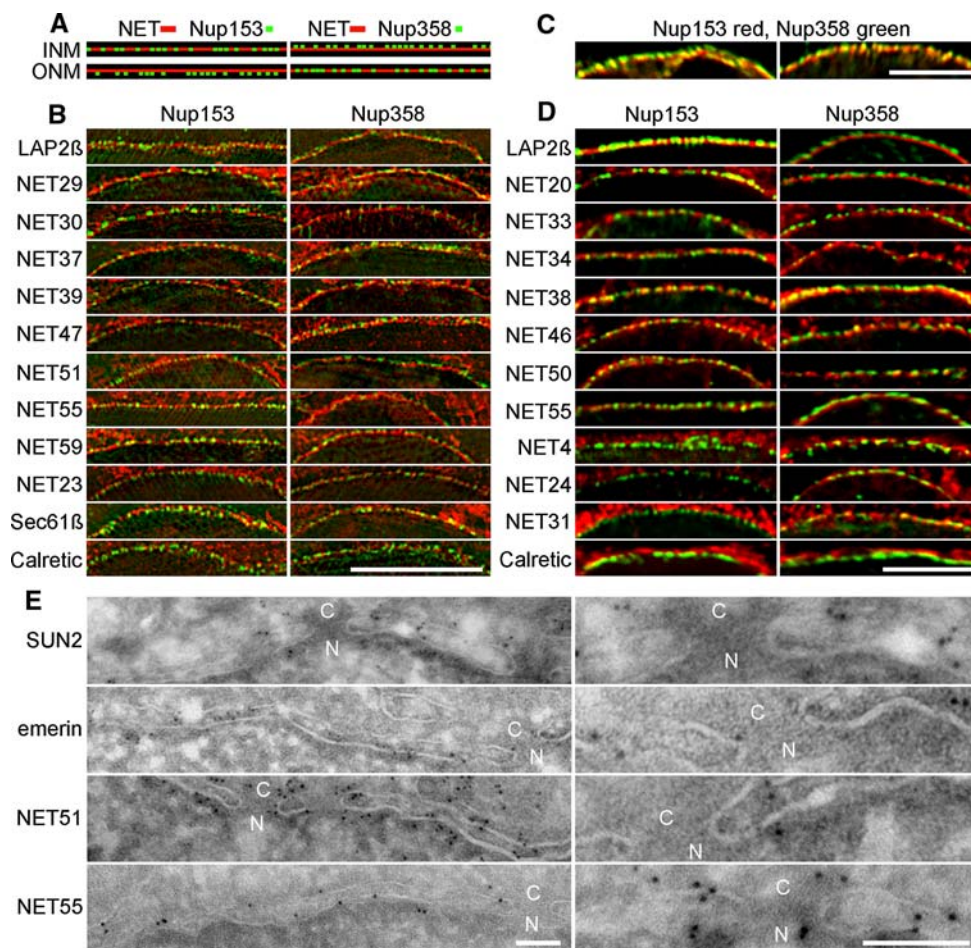 A
NET Nup153
Nup358
INM
ONM
C
Nup153 red, Nup358 green
B
Nup153
Nup358
LAP2ß
NET29
NET30
NET37
NET39
NET47
NET51
NET55
NET59
NET23
Sec61ß
Calretic
D
Nup153
Nup358
LAP2ß
NET20
NET33
NET34
NET38
NET46
NET50
NET55
NET4
NET24
NET31
Calretic
E
SUN2
C
N
C
N
emerin
C
N
C
N
NET51
C
N
C
N
NET55
C
N
C
N